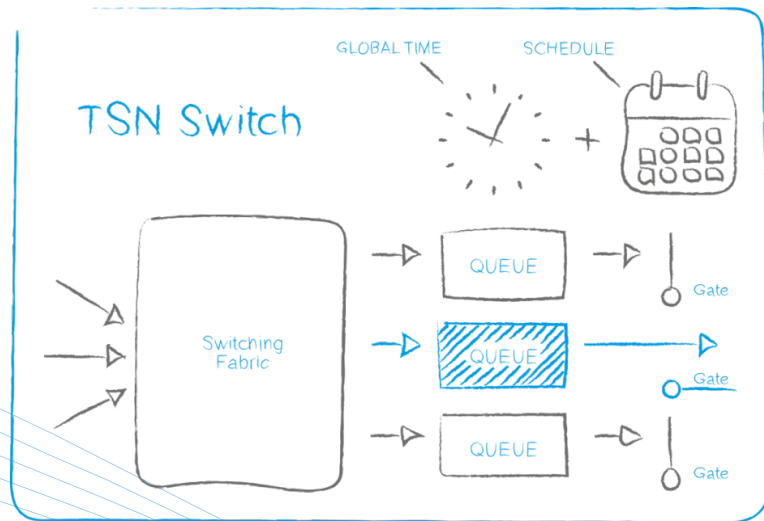 GLOBAL TIME
SCHEDULE
TSN Switch
QUEUE
Gate
Switching
Fabric
QUEUE
Gate
QUEUE
Gate